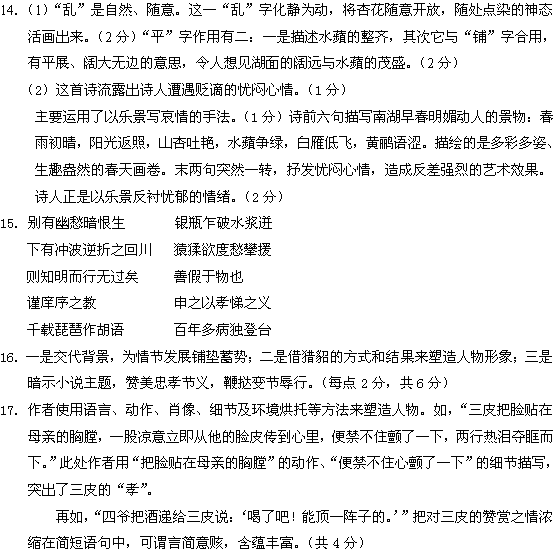 14.（1）“乱”是自然、随意。这一“乱”字化静为动，将杏花随意开放，随处点染的神态
活画出来。（2分）“平”字作用有二：一是描述水蘋的整齐，其次它与“铺”字合用，
有平展、阔大无边的意思，令人想见湖面的阔远与水蘋的茂盛。（2分）
（2）这首诗流露出诗人遭遇贬谪的忧闷心情。（1分）
主要运用了以乐景写哀情的手法。（1分）诗前六句描写南湖早春明媚动人的景物：春
雨初晴，阳光返照，山杏吐艳，水蘋争绿，白雁低飞，黄鹂语涩。描绘的是多彩多姿、
生趣盎然的春天画卷。末两句突然一转，抒发忧闷心情，造成反差强烈的艺术效果。
诗人正是以乐景反衬忧郁的情绪。（2分）
15. 别有幽愁暗恨生 银瓶乍破水浆迸
下有冲波逆折之回川 猿猱欲度愁攀援
则知明而行无过矣 善假于物也
谨庠序之教 申之以孝悌之义
千载琵琶作胡语 百年多病独登台
16. 一是交代背景，为情节发展铺垫蓄势；二是借猎貂的方式和结果来塑造人物形象；三是
暗示小说主题，赞美忠孝节义，鞭挞变节辱行。（每点2分，共6分）
17. 作者使用语言、动作、肖像、细节及环境烘托等方法来塑造人物。如，“三皮把脸贴在
母亲的胸膛，一股凉意立即从他的脸皮传到心里，便禁不住颤了一下，两行热泪夺眶而
下。”此处作者用“把脸贴在母亲的胸膛”的动作、“便禁不住心颤了一下”的细节描写，
突出了三皮的“孝”。
再如，“四爷把酒递给三皮说：‘喝了吧！能顶一阵子的。’”把对三皮的赞赏之情浓
缩在简短语句中，可谓言简意赅，含蕴丰富。（共4分）